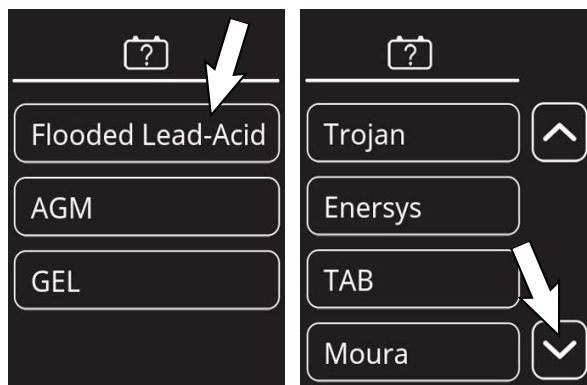 ?
Flooded Lead-Acid
AGM
GEL
?
Trojan
Enersys
TAB
Moura